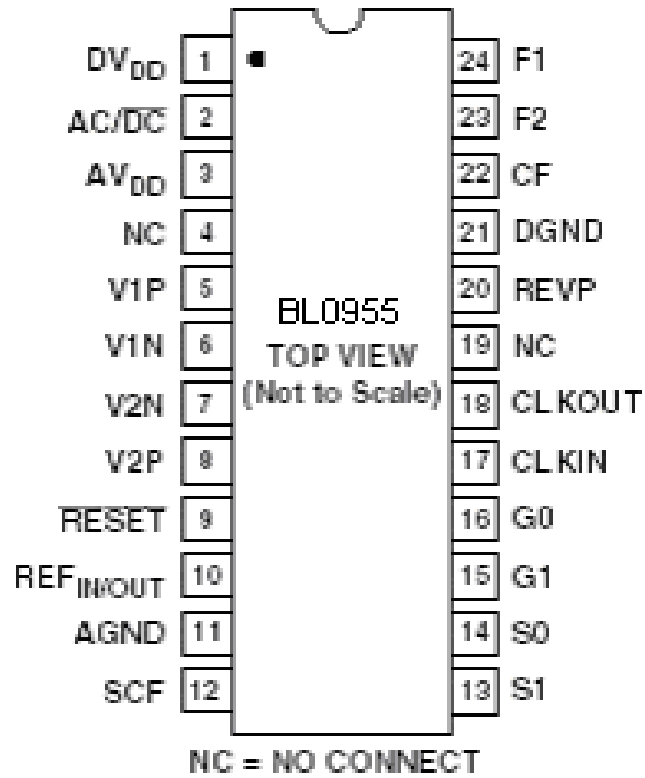 DVDD 1 24 F1
AC/DC 2 23 F2
AVDD 3 22 CF
NC 4 21 DGND
V1P 5 20 REVP
V1N 6 19 NC
V2N 7 18 CLKOUT
V2P 8 17 CLKIN
RESET 9 16 G0
REFIN/OUT 10 15 G1
AGND 11 14 S0
SCF 12 13 S1
BL0955
TOP VIEW
(Not to Scale)
NC = NO CONNECT